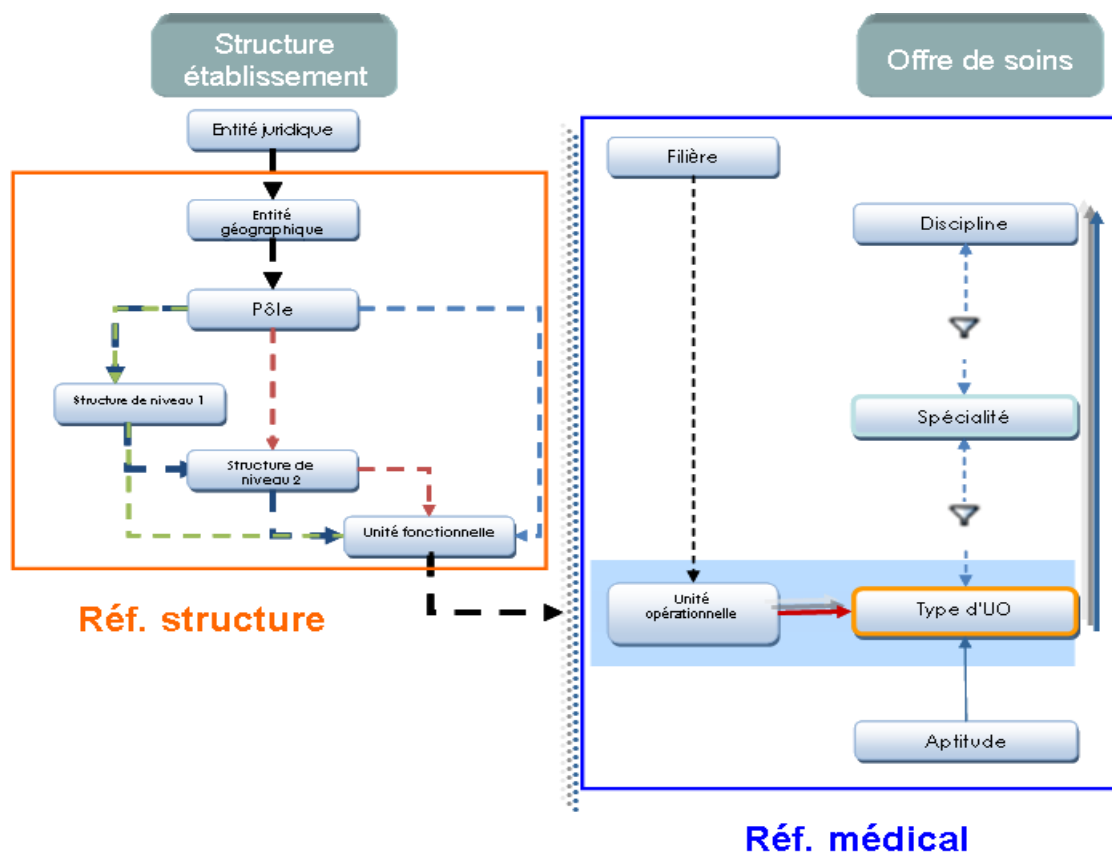 Structure
établissement
Entité juridique
Entité
géographique
Pôle
Structure de niveau 1
Structure de
niveau 2
Unité fonctionnelle
Réf. structure
Offre de soins
Filière
Discipline
Spécialité
Unité
opérationnelle
Type d'UO
Aptitude
Réf. médical